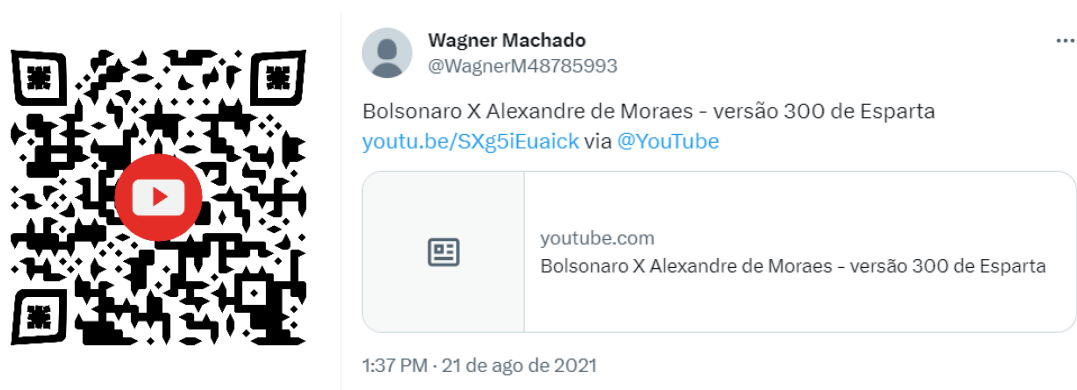 Wagner Machado
@WagnerM48785993
Bolsonaro X Alexandre de Moraes - versão 300 de Esparta
youtu.be/SXg5iEuaick via @YouTube
youtube.com
Bolsonaro X Alexandre de Moraes - versão 300 de Esparta
1:37 PM · 21 de ago de 2021